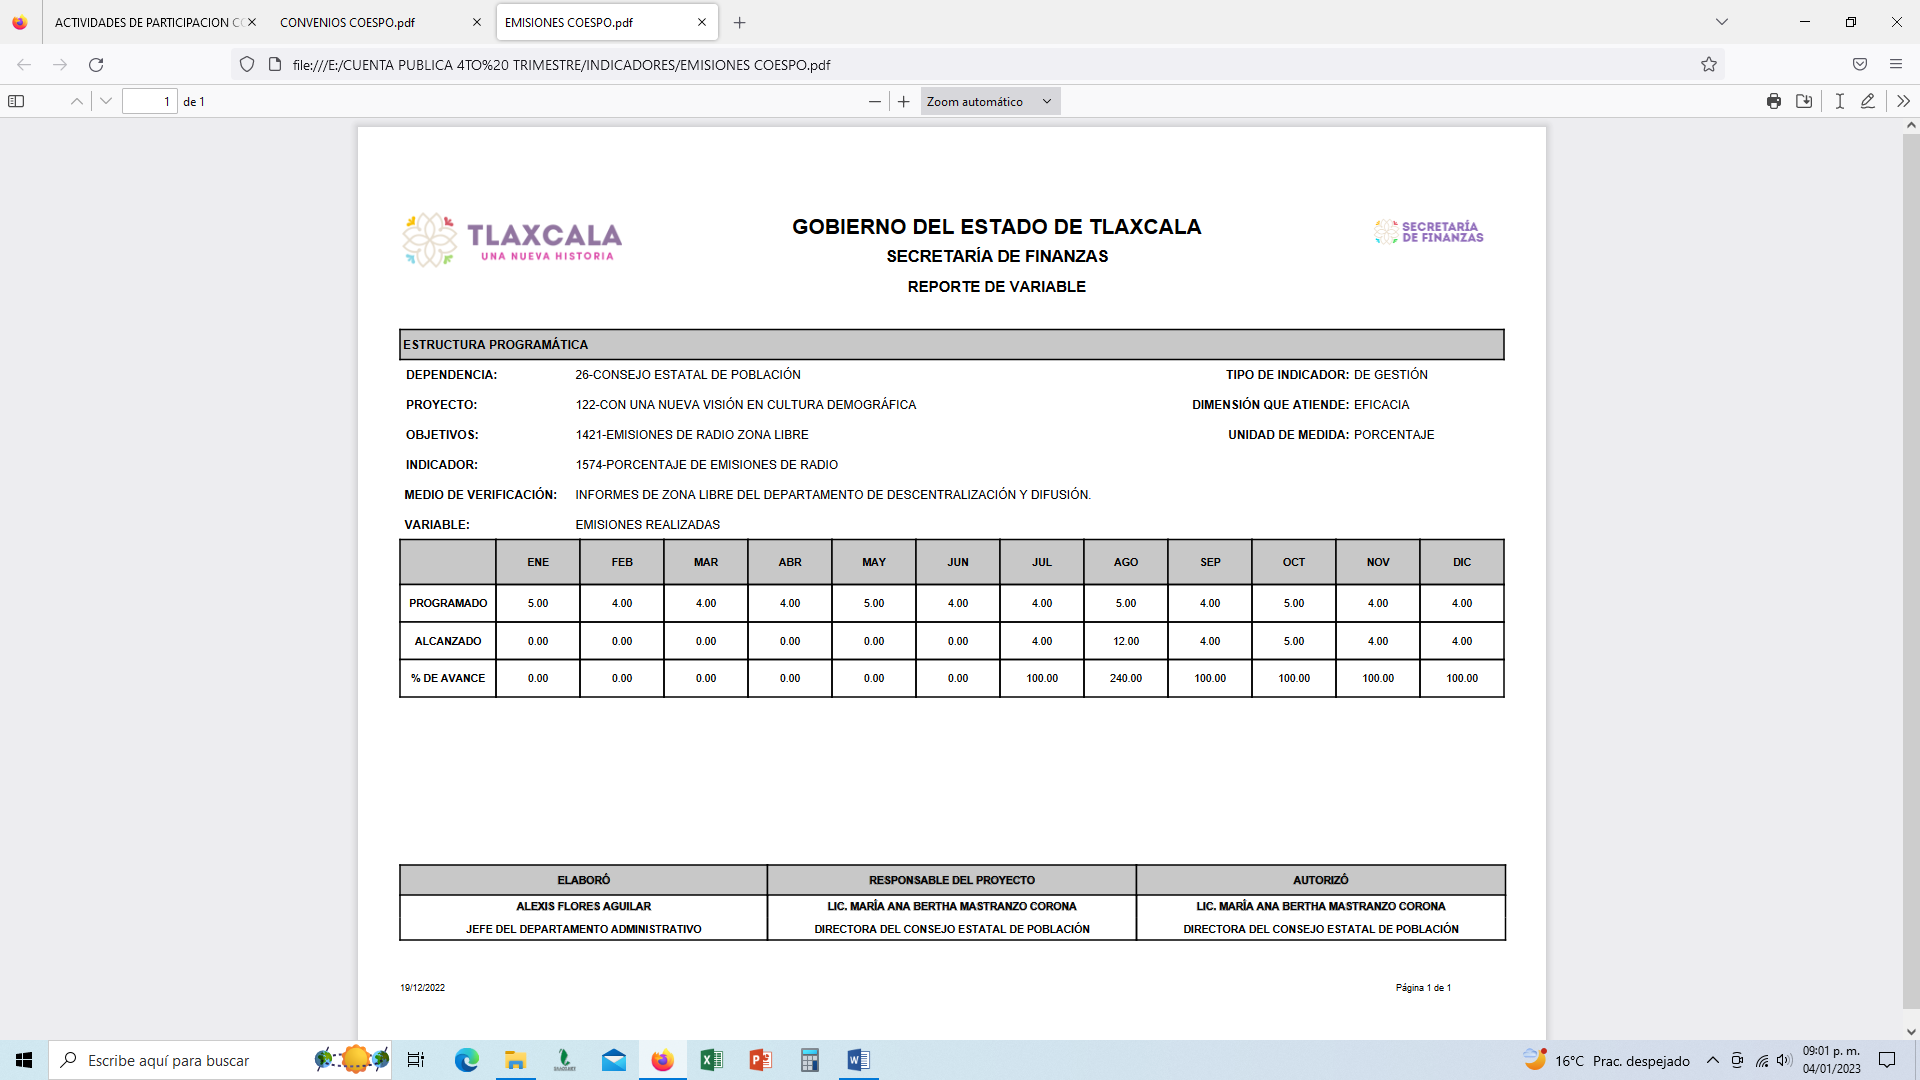 ACTIVIDADES DE PARTICIPACION CO
CONVENIOS COESPO.pdf
EMISIONES COESPO.pdf
file:///E:/CUENTA PUBLICA 4TO%20 TRIMESTRE/INDICADORES/EMISIONES COESPO.pdf
1 de 1
Zoom automático
TLAXCALA
UNA NUEVA HISTORIA
GOBIERNO DEL ESTADO DE TLAXCALA
SECRETARÍA DE FINANZAS
REPORTE DE VARIABLE
SECRETARÍA
DE FINANZAS
ESTRUCTURA PROGRAMÁTICA
DEPENDENCIA: 26-CONSEJO ESTATAL DE POBLACIÓN TIPO DE INDICADOR: DE GESTIÓN
PROYECTO: 122-CON UNA NUEVA VISIÓN EN CULTURA DEMOGRÁFICA DIMENSIÓN QUE ATIENDE: EFICACIA
OBJETIVOS: 1421-EMISIONES DE RADIO ZONA LIBRE UNIDAD DE MEDIDA: PORCENTAJE
INDICADOR: 1574-PORCENTAJE DE EMISIONES DE RADIO
MEDIO DE VERIFICACIÓN: INFORMES DE ZONA LIBRE DEL DEPARTAMENTO DE DESCENTRALIZACIÓN Y DIFUSIÓN.
VARIABLE: EMISIONES REALIZADAS
ENE FEB MAR ABR MAY JUN JUL AGO SEP OCT NOV DIC
PROGRAMADO 5.00 4.00 4.00 4.00 5.00 4.00 4.00 5.00 4.00 5.00 4.00 4.00
ALCANZADO 0.00 0.00 0.00 0.00 0.00 0.00 4.00 12.00 4.00 5.00 4.00 4.00
% DE AVANCE 0.00 0.00 0.00 0.00 0.00 0.00 100.00 240.00 100.00 100.00 100.00 100.00
ELABORÓ RESPONSABLE DEL PROYECTO AUTORIZÓ
ALEXIS FLORES AGUILAR LIC. MARÍA ANA BERTHA MASTRANZO CORONA LIC. MARÍA ANA BERTHA MASTRANZO CORONA
JEFE DEL DEPARTAMENTO ADMINISTRATIVO DIRECTORA DEL CONSEJO ESTATAL DE POBLACIÓN DIRECTORA DEL CONSEJO ESTATAL DE POBLACIÓN
19/12/2022 Página 1 de 1
Escribe aquí para buscar
16°C Prac. despejado
09:01 p. m.
04/01/2023